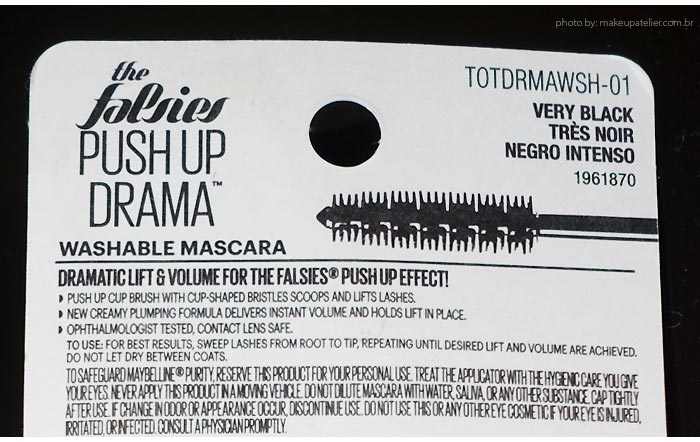 photo by: makeupatelier.com.br
the
falsies
PUSH UP
DRAMA™
WASHABLE MASCARA
TOTDRMAWSH-01
VERY BLACK
TRÈS NOIR
NEGRO INTENSO
1961870
DRAMATIC LIFT & VOLUME FOR THE FALSIES® PUSH UP EFFECT!
PUSH UP CUP BRUSH WITH CUP-SHAPED BRISTLES SCOOPS AND LIFTS LASHES.
NEW CREAMY PLUMPING FORMULA DELIVERS INSTANT VOLUME AND HOLDS LIFT IN PLACE.
OPHTHALMOLOGIST TESTED, CONTACT LENS SAFE.
TO USE: FOR BEST RESULTS, SWEEP LASHES FROM ROOT TO TIP, REPEATING UNTIL DESIRED LIFT AND VOLUME ARE ACHIEVED.
DO NOT LET DRY BETWEEN COATS.
TO SAFEGUARD MAYBELLINE® PURITY, RESERVE THIS PRODUCT FOR YOUR PERSONAL USE. TREAT THE APPLICATOR WITH THE HYGIENIC CARE YOU GIVE
YOUR EYES. NEVER APPLY THIS PRODUCT IN A MOVING VEHICLE. DO NOT DILUTE MASCARA WITH WATER, SALIVA, OR ANY OTHER SUBSTANCE. CAP TIGHTLY
AFTER USE. IF CHANGE IN ODOR OR APPEARANCE OCCUR, DISCONTINUE USE. DO NOT USE THIS OR ANY OTHER EYE COSMETIC IF YOUR EYE IS INJURED,
IRRITATED, OR INFECTED. CONSULT A PHYSICIAN PROMPTLY.